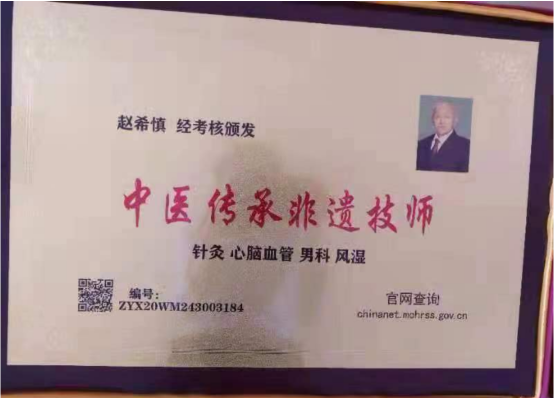 赵希慎 经考核颁发
中医传承非遗技师
针灸 心脑血管 男科 风湿
编号:
ZYX20WM243003184
官网查询
chinanet.mohrss.gov.cn